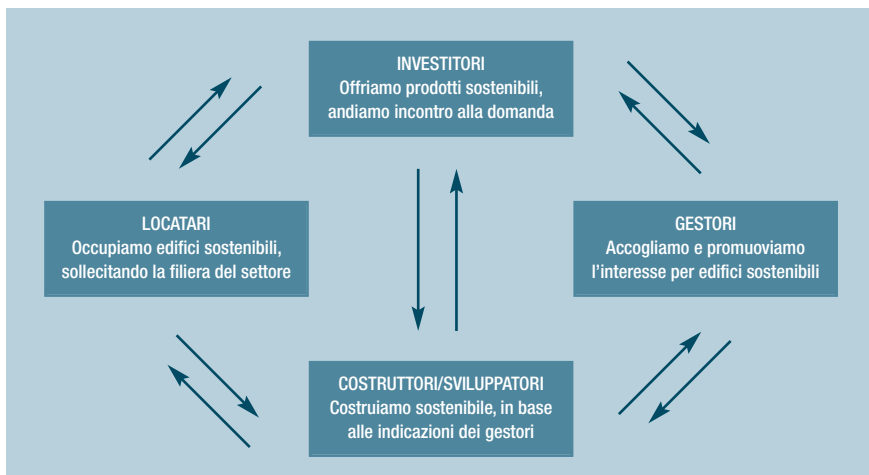 INVESTITORI
Offriamo prodotti sostenibili,
andiamo incontro alla domanda
LOCATARI
Occupiamo edifici sostenibili,
sollecitando la filiera del settore
GESTORI
Accogliamo e promuoviamo
l'interesse per edifici sostenibili
COSTRUTTORI/SVILUPPATORI
Costruiamo sostenibile, in base
alle indicazioni dei gestori